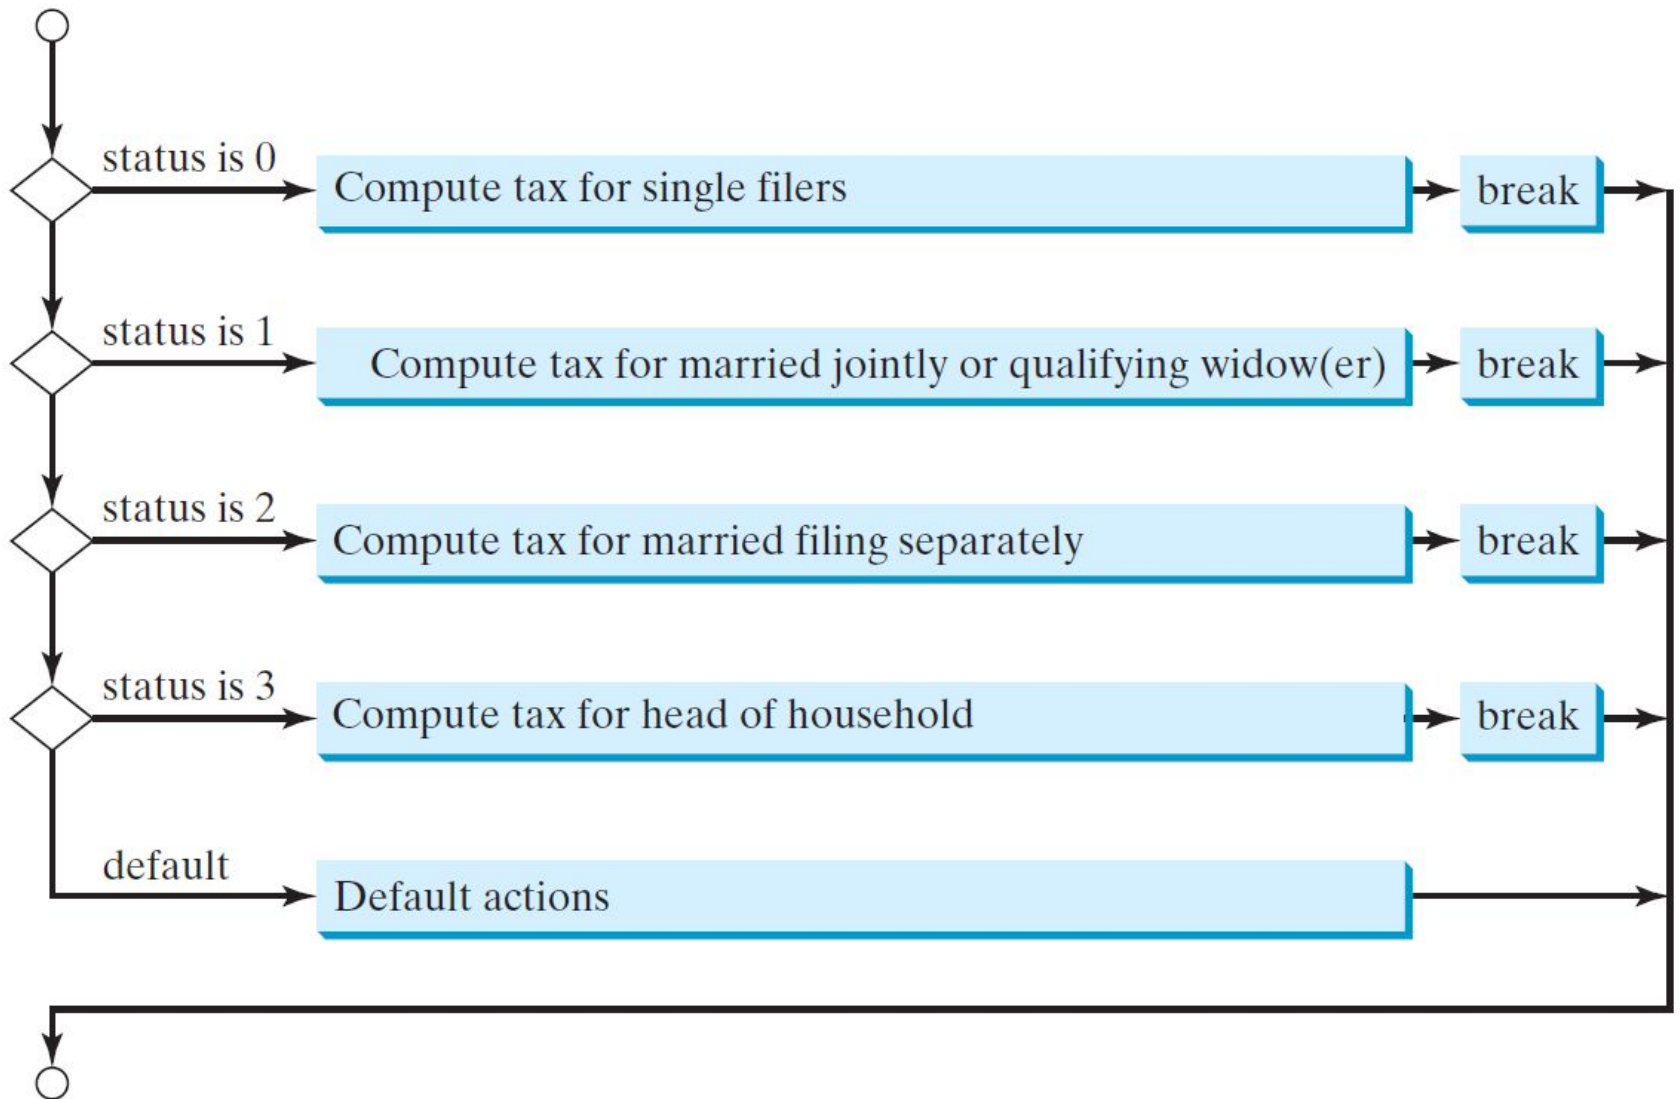 status is 0
Compute tax for single filers
break
status is 1
Compute tax for married jointly or qualifying widow(er)
break
status is 2
Compute tax for married filing separately
break
status is 3
Compute tax for head of household
break
default
Default actions